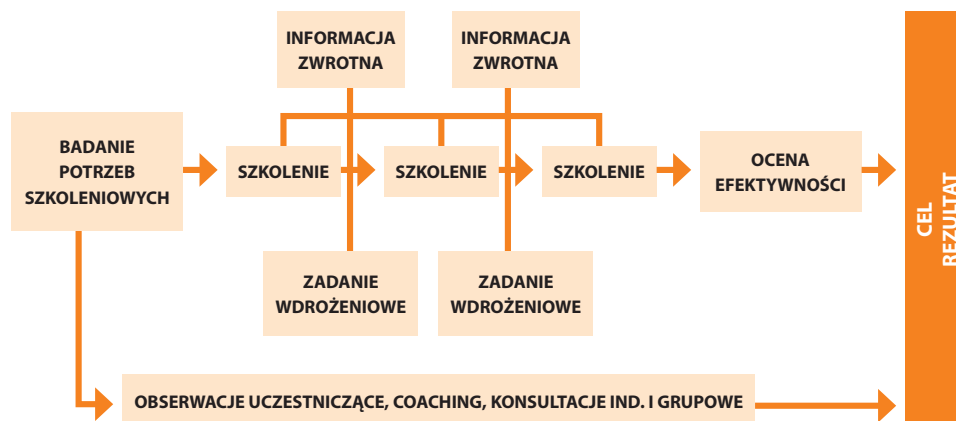 INFORMACJA
ZWROTNA
INFORMACJA
ZWROTNA
BADANIE
POTRZEB
SZKOLENIOWYCH
SZKOLENIE
SZKOLENIE
SZKOLENIE
OCENA
EFEKTYWNOŚCI
CEL
REZULTAT
ZADANIE
WDROŻENIOWE
ZADANIE
WDROŻENIOWE
OBSERWACJE UCZESTNICZĄCE, COACHING, KONSULTACJE IND. I GRUPOWE